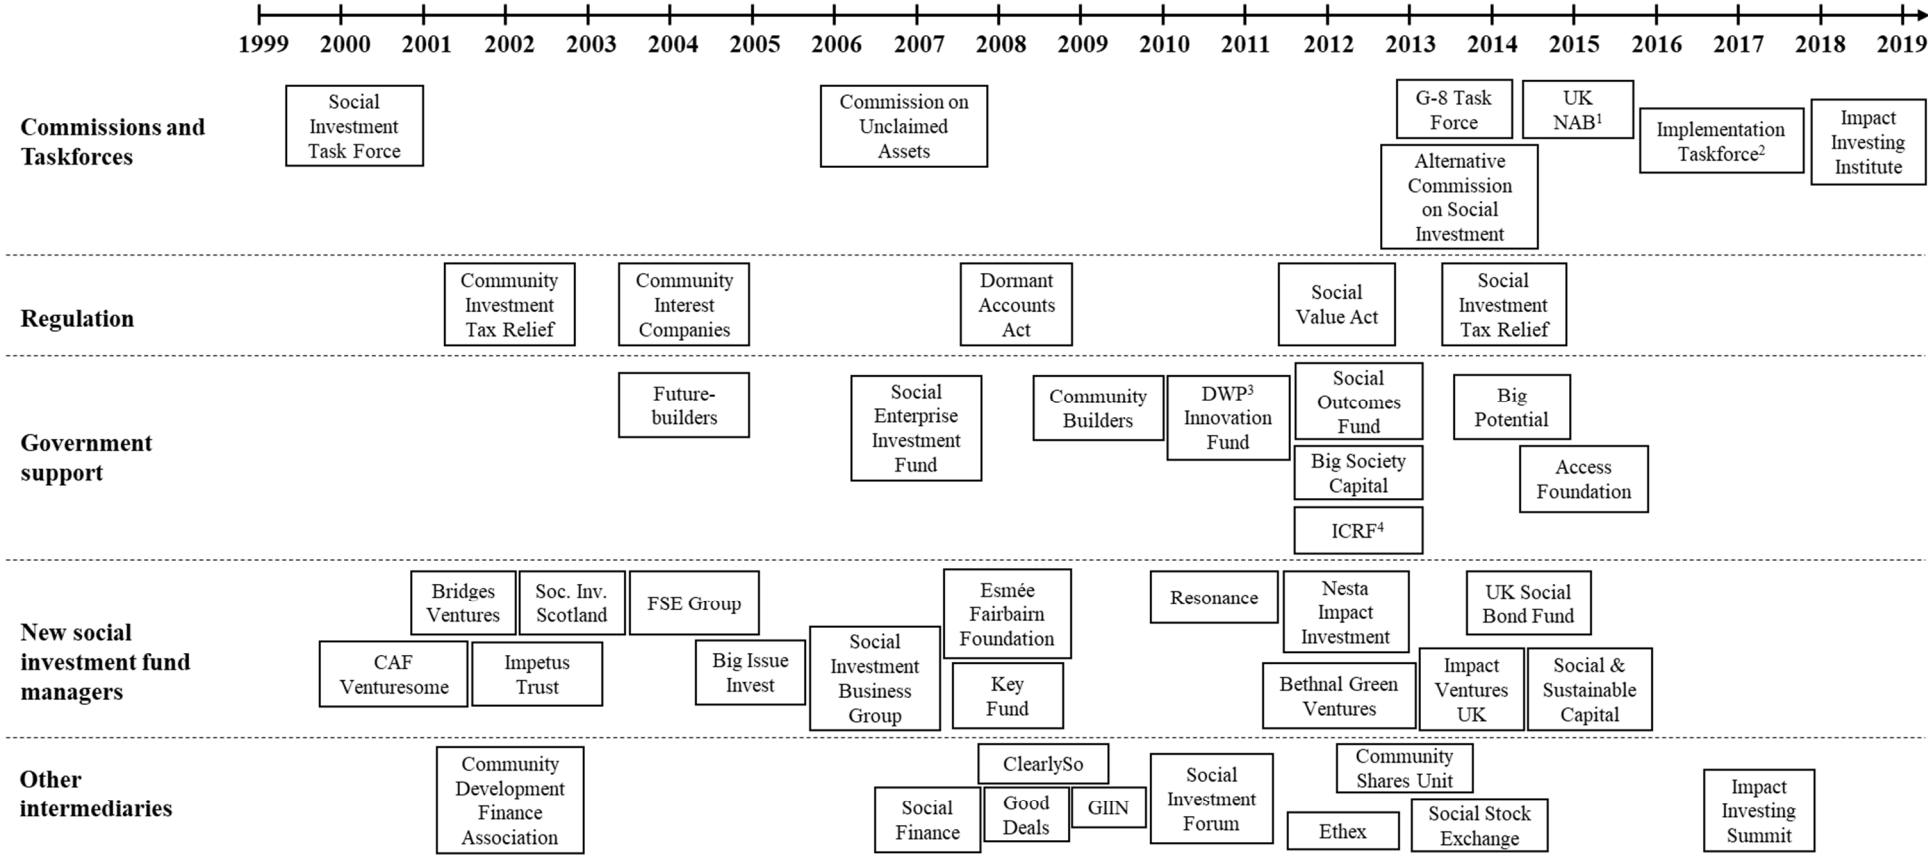 1999 2000 2001 2002 2003 2004 2005 2006 2007 2008 2009 2010 2011 2012 2013 2014 2015 2016 2017 2018 2019
Commissions and
Taskforces
Social
Investment
Task Force
Commission on
Unclaimed
Assets
G-8 Task
Force
Alternative
Commission
on Social
Investment
UK
NAB¹
Implementation
Taskforce²
Impact
Investing
Institute
Regulation
Community
Investment
Tax Relief
Community
Interest
Companies
Dormant
Accounts
Act
Social
Value Act
Social
Investment
Tax Relief
Government
support
Future-
builders
Social
Enterprise
Investment
Fund
Community
Builders
DWP³
Innovation
Fund
Social
Outcomes
Fund
Big Society
Capital
ICRF⁴
Big
Potential
Access
Foundation
New social
investment fund
managers
Bridges
Ventures
Soc. Inv.
Scotland
FSE Group
CAF
Venturesome
Impetus
Trust
Big Issue
Invest
Social
Investment
Business
Group
Esmée
Fairbairn
Foundation
Key
Fund
Resonance
Nesta
Impact
Investment
Bethnal Green
Ventures
UK Social
Bond Fund
Impact
Ventures
UK
Social &
Sustainable
Capital
Other
intermediaries
Community
Development
Finance
Association
Social
Finance
ClearlySo
Good
Deals
GIIN
Social
Investment
Forum
Community
Shares Unit
Ethex
Social Stock
Exchange
Impact
Investing
Summit